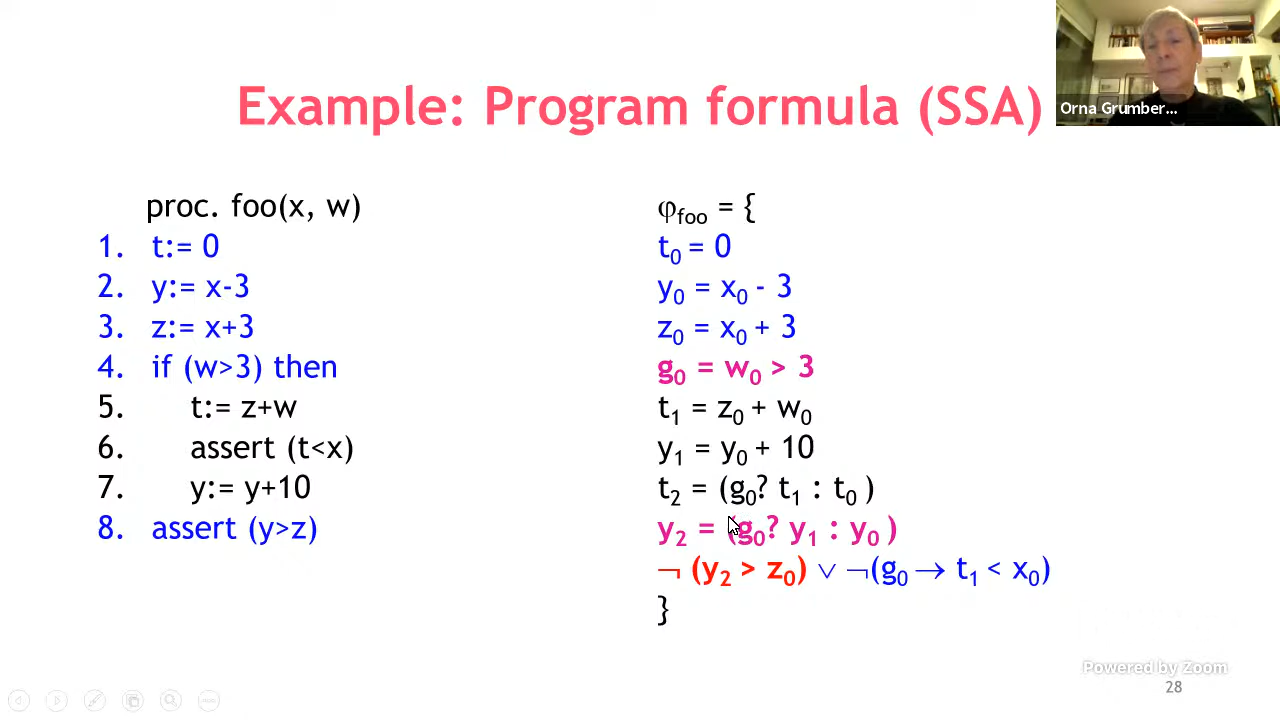 Orna Grumber...
Example: Program formula (SSA)
proc. foo(x, w)
1. t:= 0
2. y:= x-3
3. z:= x+3
4. if (w>3) then
5. t:= z+w
6. assert (t<x)
7. y:= y+10
8. assert (y>z)
φfoo = {
t0 = 0
y0 = x0 - 3
z0 = x0 + 3
g0 = w0 > 3
t1 = z0 + w0
y1 = y0 + 10
t2 = (g0? t1 : t0 )
y2 = (g0? y1 : y0 )
¬ (y2 > z0) ∨ ¬(g0 → t1 < x0)
}
Powered by Zoom
28